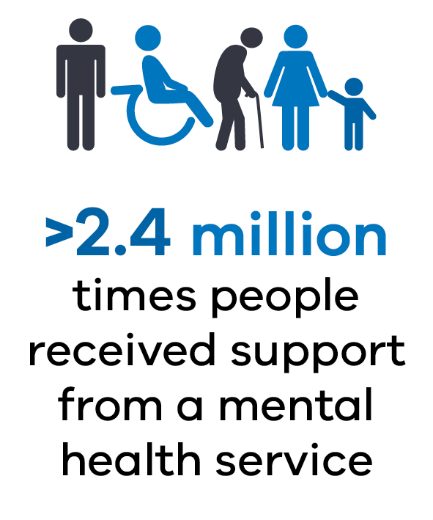 >2.4 million
times people
received support
from a mental
health service